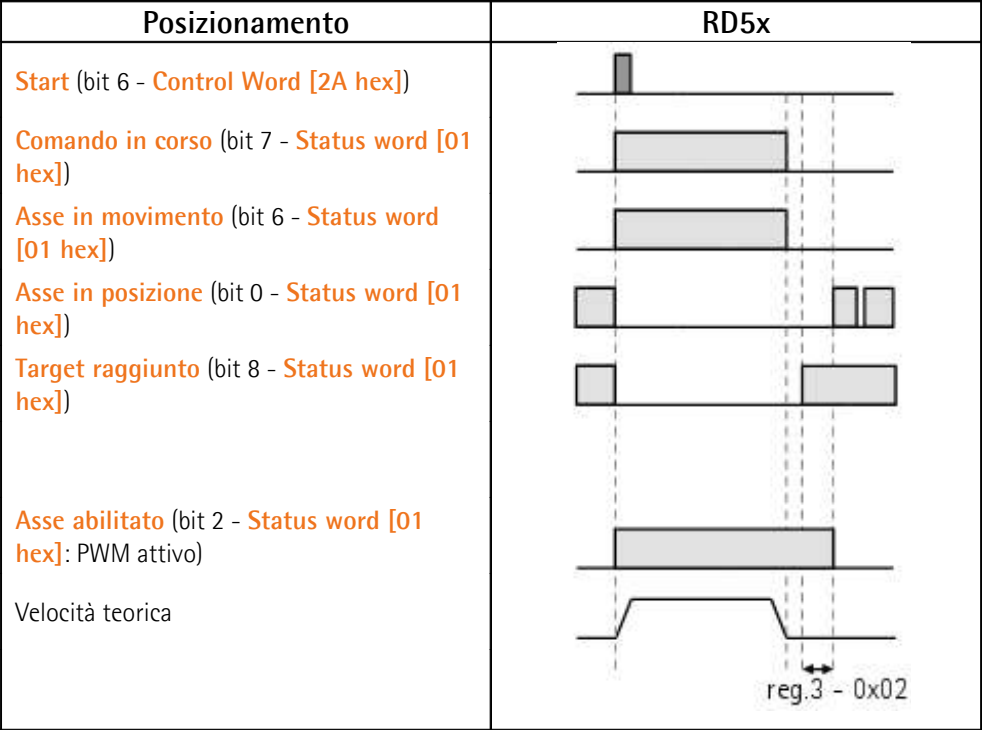 Posizionamento
RD5x
Start (bit 6 - Control Word [2A hex])
Comando in corso (bit 7 - Status word [01
hex])
Asse in movimento (bit 6 - Status word
[01 hex])
Asse in posizione (bit 0 - Status word [01
hex])
Target raggiunto (bit 8 - Status word [01
hex])
Asse abilitato (bit 2 - Status word [01
hex]: PWM attivo)
Velocità teorica
reg.3 - 0x02